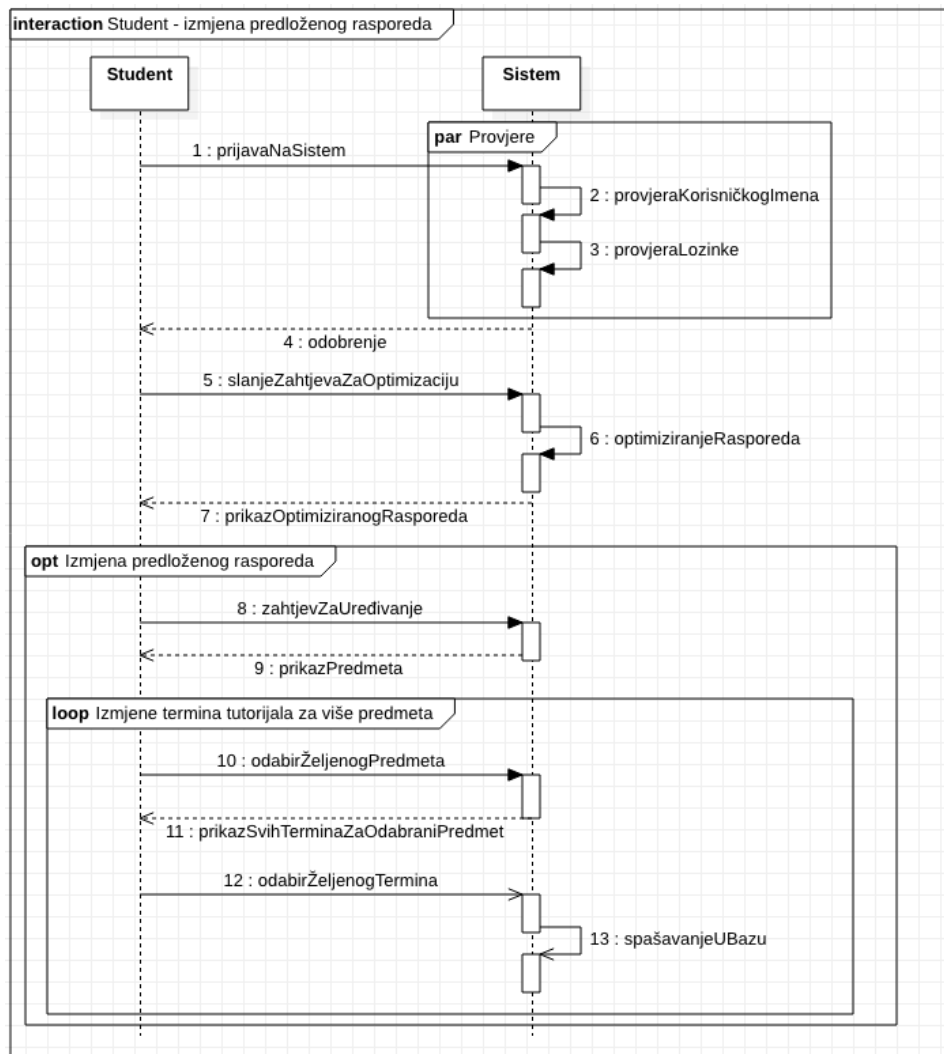 interaction Student - izmjena predloženog rasporeda
Student
Sistem
par Provjere
1 : prijavaNaSistem
2 : provjeraKorisničkogImena
3 : provjeraLozinke
4 : odobrenje
5 : slanjeZahtjevaZaOptimizaciju
6 : optimiziranjeRasporeda
7 : prikazOptimiziranogRasporeda
opt Izmjena predloženog rasporeda
8 : zahtjevZaUređivanje
9 : prikazPredmeta
loop Izmjene termina tutorijala za više predmeta
10 : odabirŽeljenogPredmeta
11 : prikazSvihTerminaZaOdabraniPredmet
12 : odabirŽeljenogTermina
13 : spašavanjeUBazu